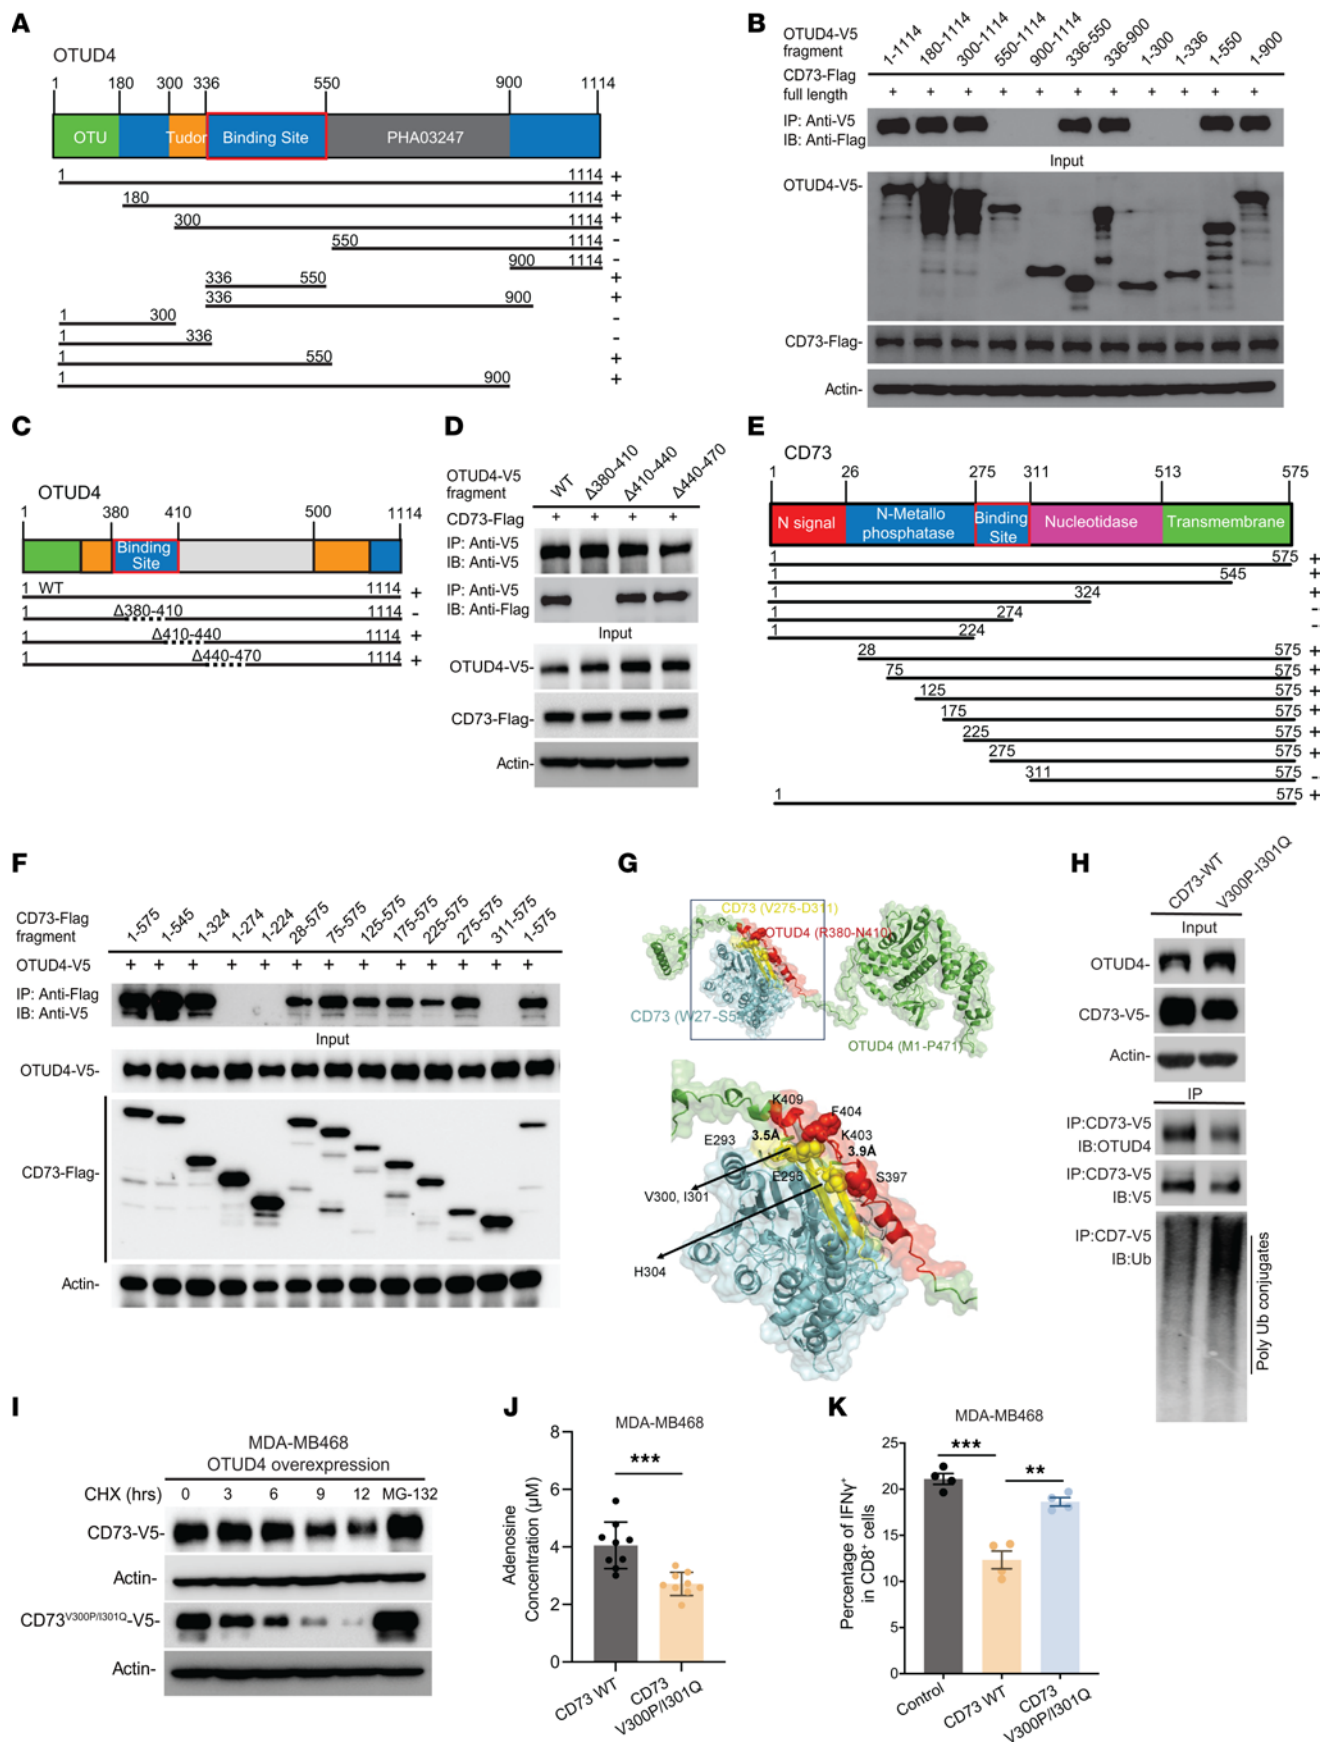 A
OTUD4
1 180 300 336 550 900 1114
OTU Tudor Binding Site PHA03247
1 1114 +
180 1114 +
300 1114 +
550 1114 -
900 1114 -
336 550 +
336 900 +
1 300 -
1 336 -
1 550 +
1 900 +
B
OTUD4-V5
fragment
1-1114 180-1114 300-1114 550-1114 900-1114 336-550 336-900 1-300 1-336 1-550 1-900
CD73-Flag
full length + + + + + + + + + + +
IP: Anti-V5
IB: Anti-Flag
Input
OTUD4-V5-
CD73-Flag-
Actin-
C
OTUD4
1 380 410 500 1114
Binding
Site
1 WT 1114 +
1 Δ380-410 1114 -
1 Δ410-440 1114 +
1 Δ440-470 1114 +
D
OTUD4-V5
fragment
WT Δ380-410 Δ410-440 Δ440-470
CD73-Flag + + + +
IP: Anti-V5
IB: Anti-V5
IP: Anti-V5
IB: Anti-Flag
Input
OTUD4-V5-
CD73-Flag-
Actin-
E
CD73
1 26 275 311 513 575
N signal N-Metallo phosphatase Binding Site Nucleotidase Transmembrane
1 575 +
1 545 +
1 324 +
1 274 --
1 224 --
28 575 +
75 575 +
125 575 +
175 575 +
225 575 +
275 575 +
311 575 --
1 575 +
F
CD73-Flag
fragment
1-575 1-545 1-324 1-274 1-224 28-575 75-575 125-575 175-575 225-575 275-575 311-575 1-575
OTUD4-V5 + + + + + + + + + + + + +
IP: Anti-Flag
IB: Anti-V5
Input
OTUD4-V5-
CD73-Flag-
Actin-
G
CD73 (V275-D311)
OTUD4 (R380-N410)
CD73 (W27-S5
OTUD4 (M1-P471)
K409
F404
E293 3.5Å K403
3.9Å
E295 S397
V300, I301
H304
H
CD73-WT V300P-I301Q
Input
OTUD4-
CD73-V5-
Actin-
IP
IP:CD73-V5
IB:OTUD4
IP:CD73-V5
IB:V5
IP:CD7-V5
IB:Ub
Poly Ub conjugates
I
MDA-MB468
OTUD4 overexpression
CHX (hrs) 0 3 6 9 12 MG-132
CD73-V5-
Actin-
CD73V300P/I301Q-V5-
Actin-
J
MDA-MB468
Adenosine
Concentration (μM)
8
6
4
2
0
***
CD73 WT
CD73
V300P/I301Q
K
MDA-MB468
Percentage of IFNγ+
in CD8+ cells
25
20
15
10
5
0
*** **
Control
CD73 WT
CD73
V300P/I301Q